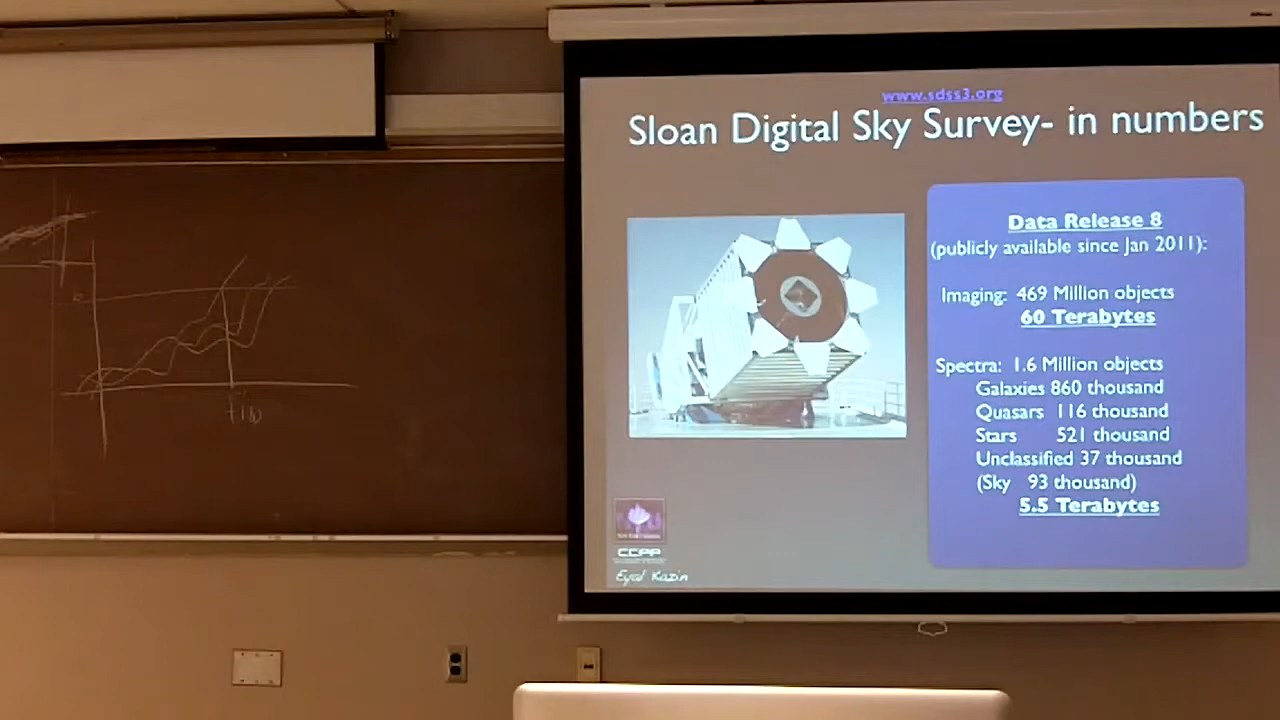 www.sdss3.org
Sloan Digital Sky Survey- in numbers
Data Release 8
(publicly available since Jan 2011):
Imaging: 469 Million objects
60 Terabytes
Spectra: 1.6 Million objects
Galaxies 860 thousand
Quasars 116 thousand
Stars 521 thousand
Unclassified 37 thousand
(Sky 93 thousand)
5.5 Terabytes
CCPP
Eyal Kazin